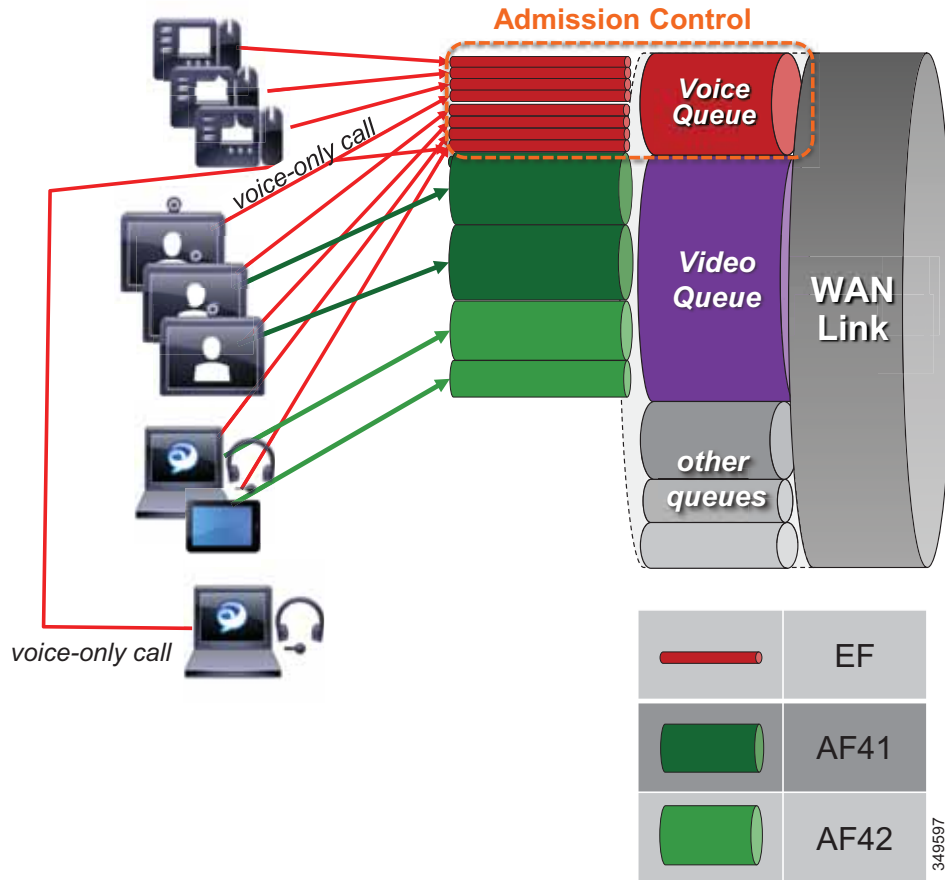 Admission Control
Voice
Queue
voice-only call
Video
Queue
WAN
Link
other
queues
voice-only call
EF
AF41
AF42
349597